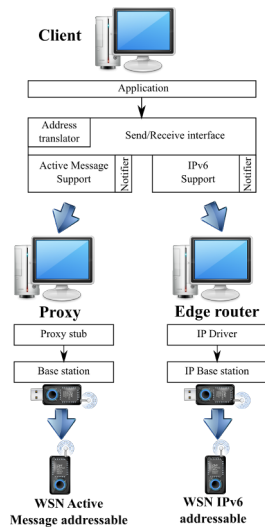 Client
Application
Address
translator
Send/Receive interface
Active Message
Support
Notifier
IPv6
Support
Notifier
Proxy
Edge router
Proxy stub
IP Driver
Base station
IP Base station
WSN Active
Message addressable
WSN IPv6
addressable